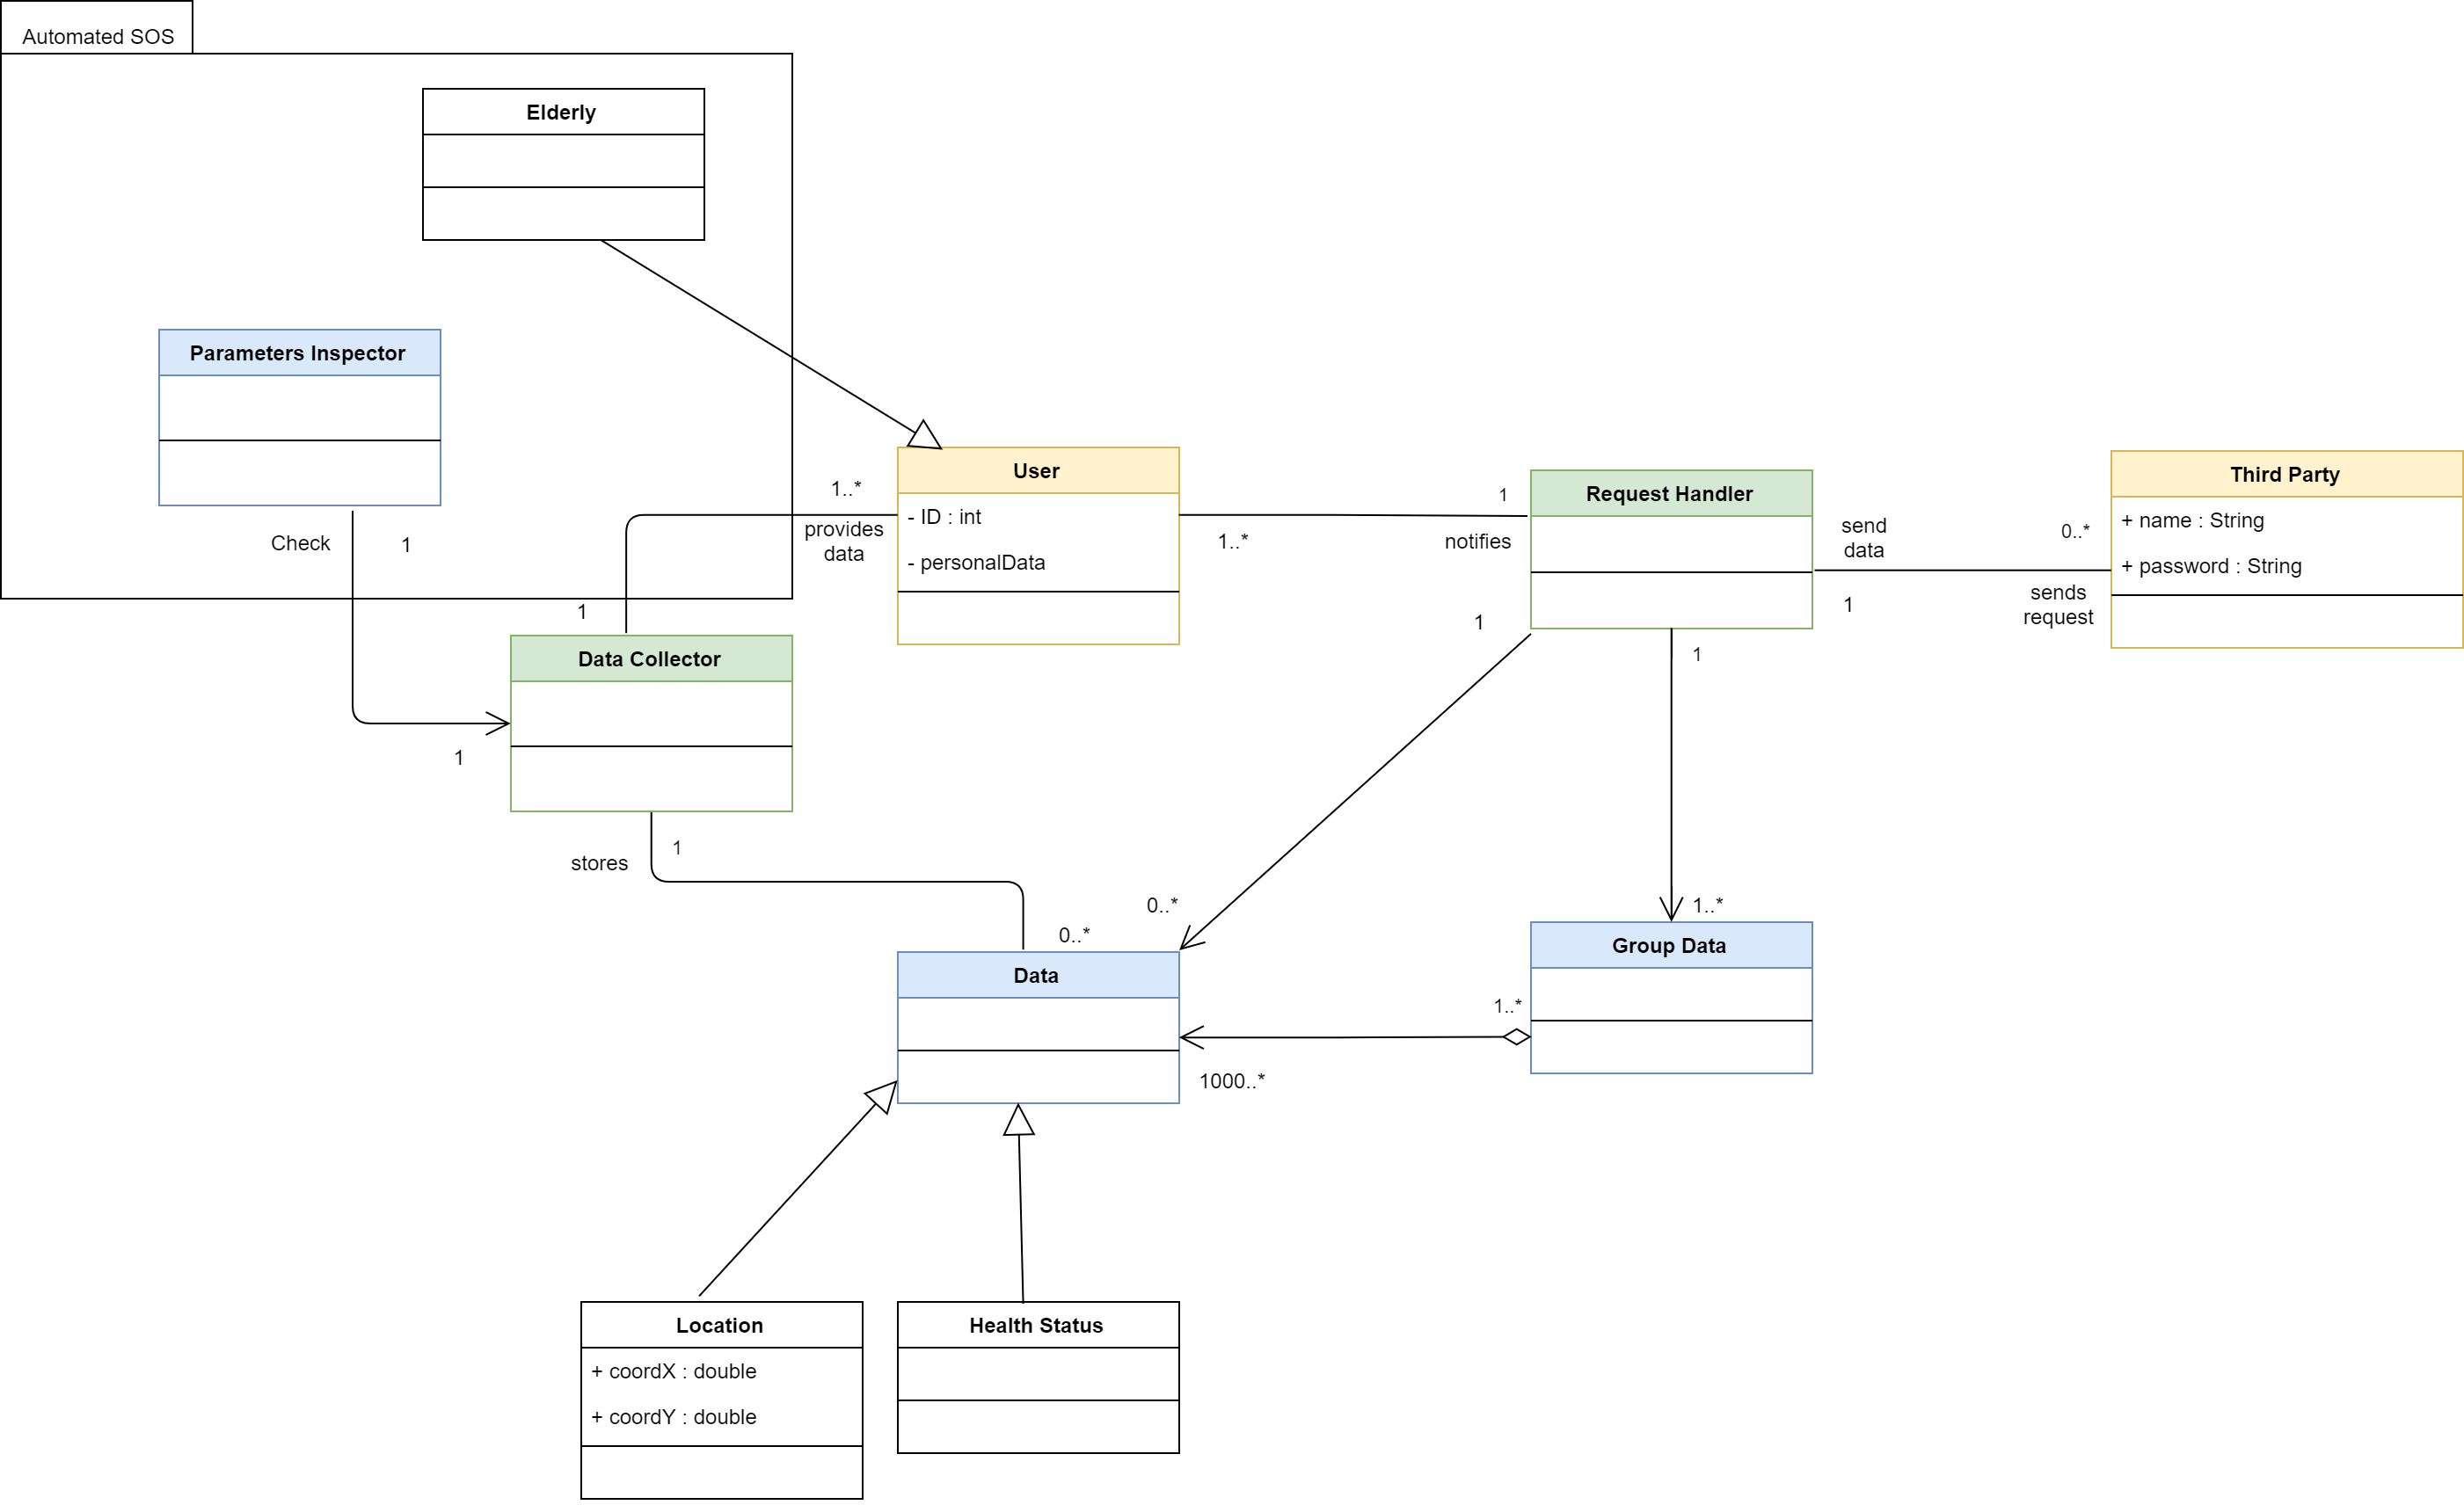 Automated SOS
Elderly
Parameters Inspector
Check
1
1
User
- ID : int
- personalData
1..*
provides
data
1
Data Collector
1..*
1
notifies
Request Handler
send
data
0..*
1
sends
request
Third Party
+ name : String
+ password : String
1
0..*
1
1..*
stores
1
0..*
Data
Group Data
1..*
1000..*
Location
+ coordX : double
+ coordY : double
Health Status